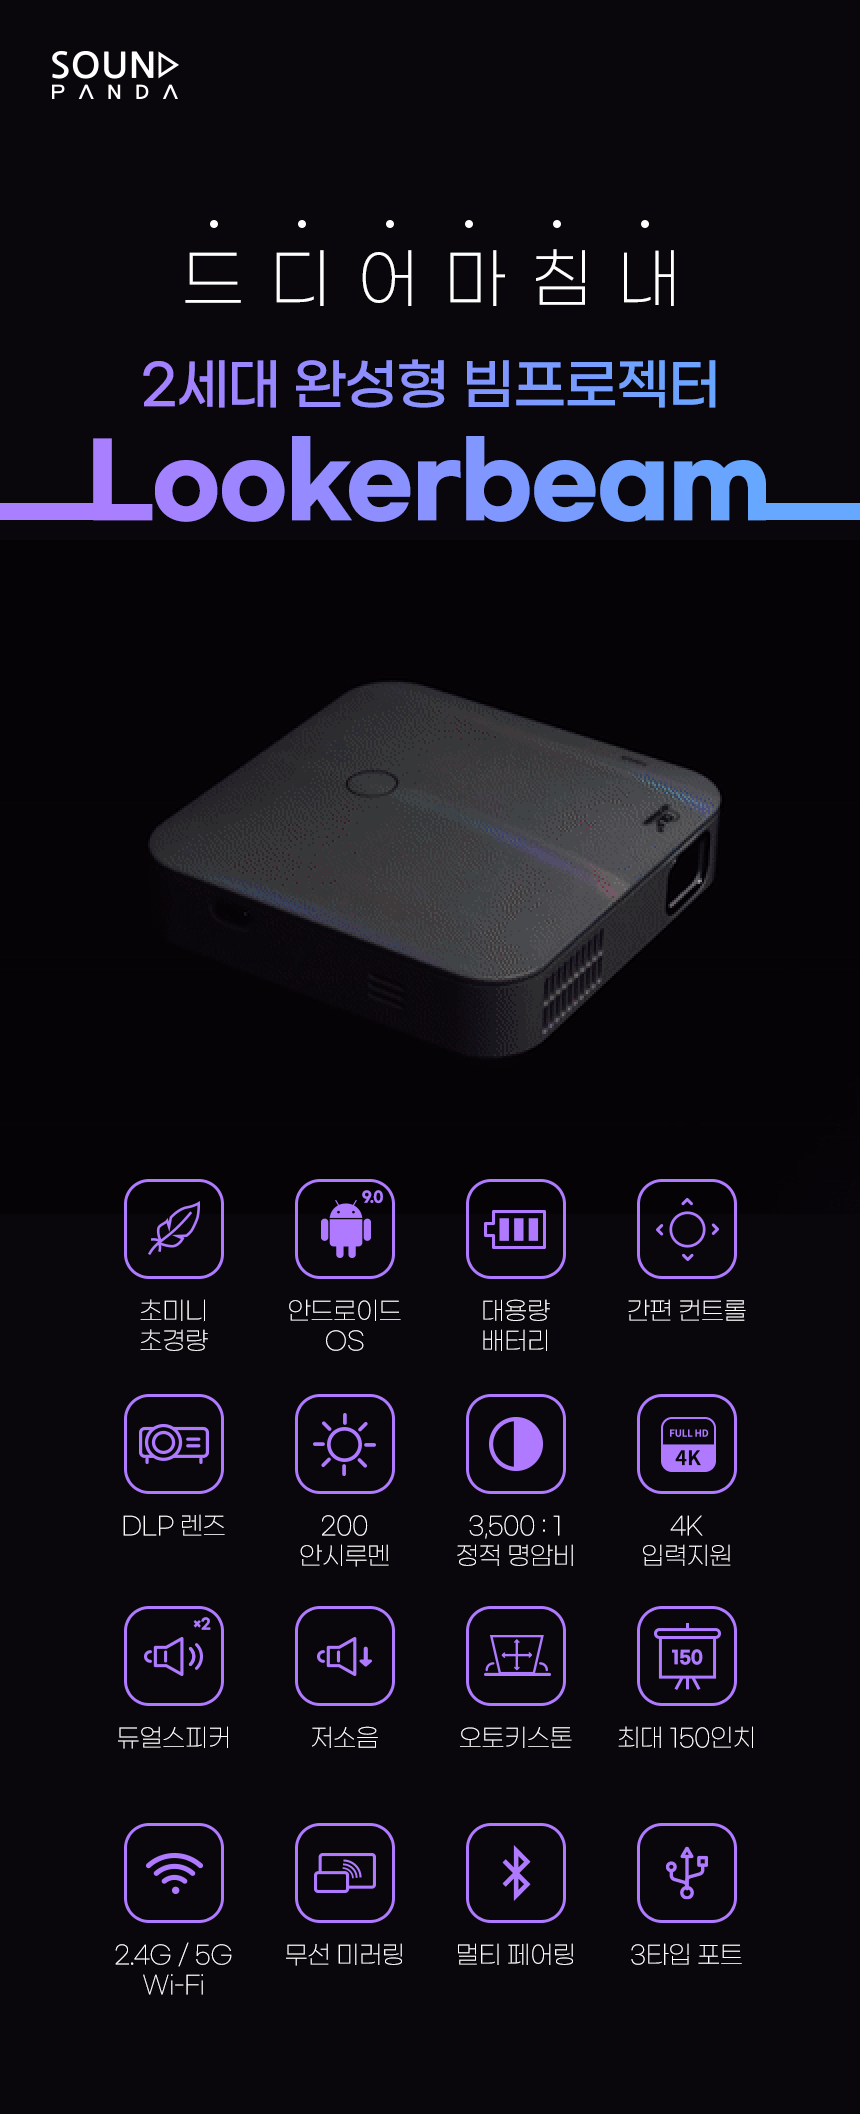 SOUND
PANDA
드디어마침내
2세대 완성형 빔프로젝터
Lookerbeam
9.0
초미니
초경량
안드로이드
OS
대용량
배터리
간편 컨트롤
FULL HD
4K
DLP 렌즈
200
안시루멘
3,500 : 1
정적 명암비
4K
입력지원
×2
150
듀얼스피커
저소음
오토키스톤
최대 150인치
2.4G / 5G
Wi-Fi
무선 미러링
멀티 페어링
3타입 포트